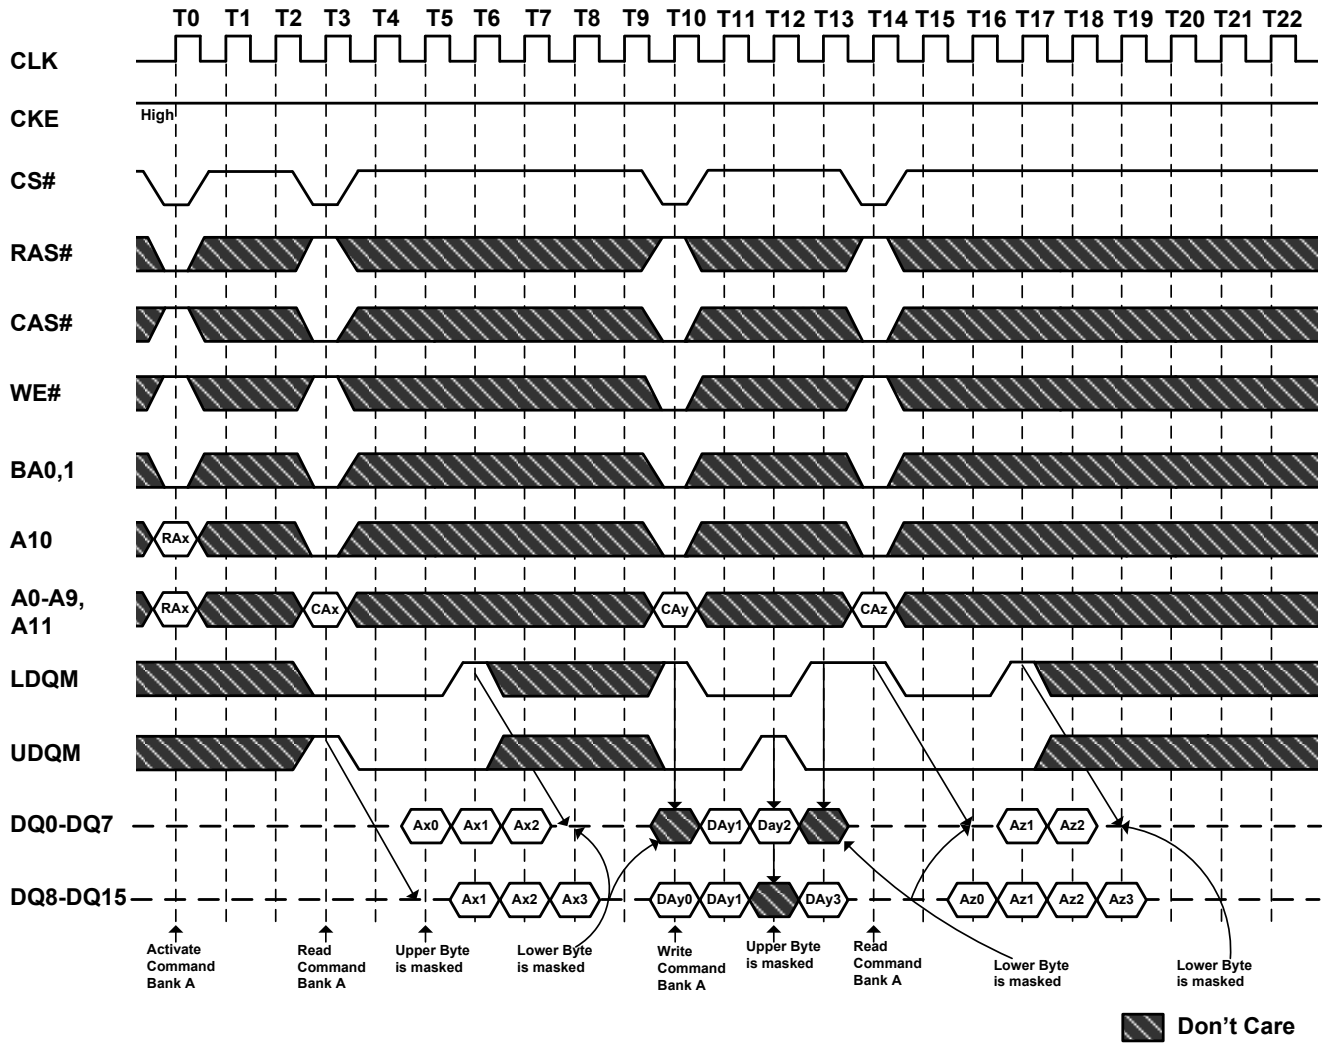 T0 T1 T2 T3 T4 T5 T6 T7 T8 T9 T10 T11 T12 T13 T14 T15 T16 T17 T18 T19 T20 T21 T22
CLK
CKE
High
CS#
RAS#
CAS#
WE#
BA0,1
A10
RAx
A0-A9,
A11
RAx CAx CAy CAz
LDQM
UDQM
DQ0-DQ7
Ax0 Ax1 Ax2 DAy1 Day2 Az1 Az2
DQ8-DQ15
Ax1 Ax2 Ax3 DAy0 DAy1 DAy3 Az0 Az1 Az2 Az3
Activate
Command
Bank A
Read
Command
Bank A
Upper Byte
is masked
Lower Byte
is masked
Write
Command
Bank A
Upper Byte
is masked
Read
Command
Bank A
Lower Byte
is masked
Lower Byte
is masked
Don't Care